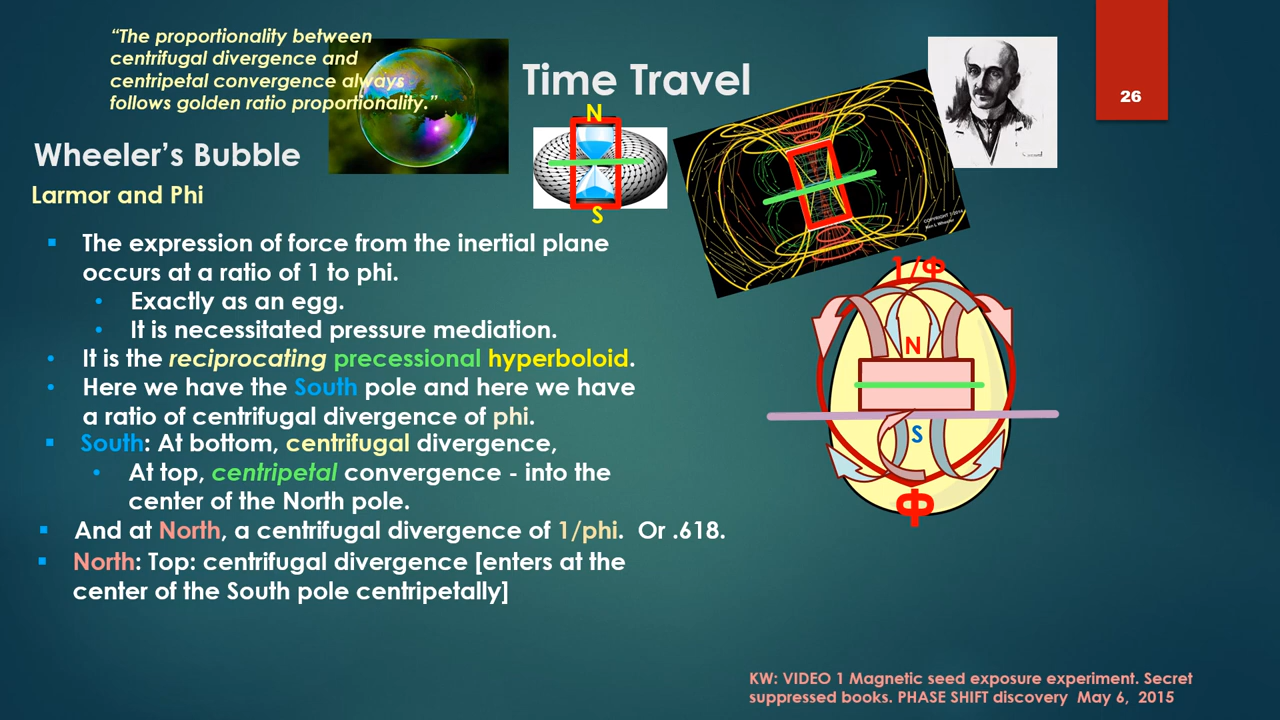 “The proportionality between
centrifugal divergence and
centripetal convergence always
follows golden ratio proportionality.”
Time Travel
26
Wheeler’s Bubble
Larmor and Phi
N
S
COPYRIGHT
▪ The expression of force from the inertial plane
occurs at a ratio of 1 to phi.
• Exactly as an egg.
• It is necessitated pressure mediation.
• It is the reciprocating precessional hyperboloid.
• Here we have the South pole and here we have
a ratio of centrifugal divergence of phi.
▪ South: At bottom, centrifugal divergence,
• At top, centripetal convergence - into the
center of the North pole.
▪ And at North, a centrifugal divergence of 1/phi.  Or .618.
▪ North: Top: centrifugal divergence [enters at the
center of the South pole centripetally]
1/Φ
N
S
Φ
KW: VIDEO 1 Magnetic seed exposure experiment. Secret
suppressed books. PHASE SHIFT discovery  May 6,  2015